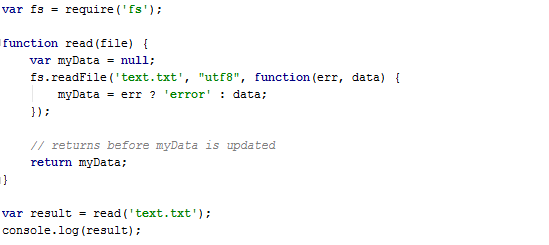 var fs = require('fs');

function read(file) {
    var myData = null;
    fs.readFile('text.txt', "utf8", function(err, data) {
        myData = err ? 'error' : data;
    });

    // returns before myData is updated
    return myData;
}

var result = read('text.txt');
console.log(result);